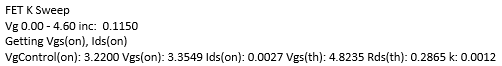 FET K Sweep
Vg 0.00 - 4.60 inc:  0.1150
Getting Vgs(on), Ids(on)
VgControl(on): 3.2200 Vgs(on): 3.3549 Ids(on): 0.0027 Vgs(th): 4.8235 Rds(th): 0.2865 k: 0.0012